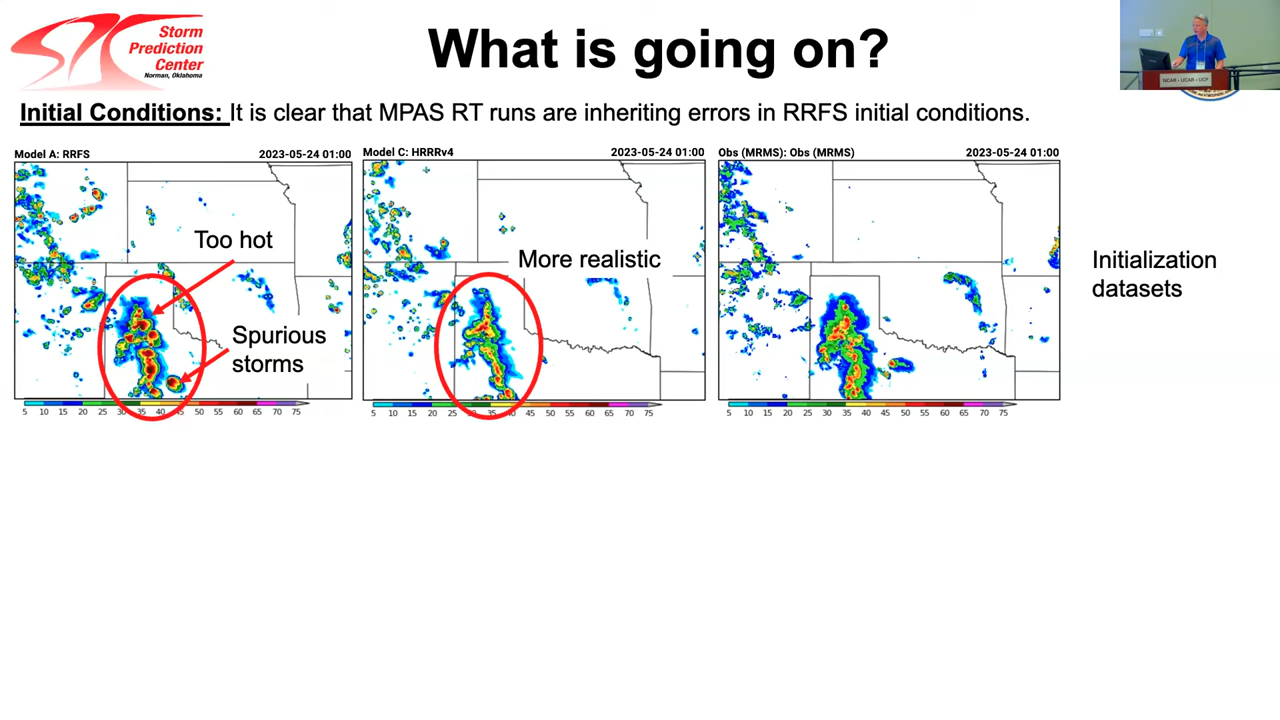 Storm
Prediction
Center
Norman, Oklahoma
What is going on?
NCAR • UCAR • UCP
Initial Conditions: It is clear that MPAS RT runs are inheriting errors in RRFS initial conditions.
Model A: RRFS 2023-05-24 01:00
Model C: HRRRv4 2023-05-24 01:00
Obs (MRMS): Obs (MRMS) 2023-05-24 01:00
Too hot
Spurious
storms
More realistic
Initialization
datasets
5 10 15 20 25 30 35 40 45 50 55 60 65 70 75
5 10 15 20 25 30 35 40 45 50 55 60 65 70 75
5 10 15 20 25 30 35 40 45 50 55 60 65 70 75